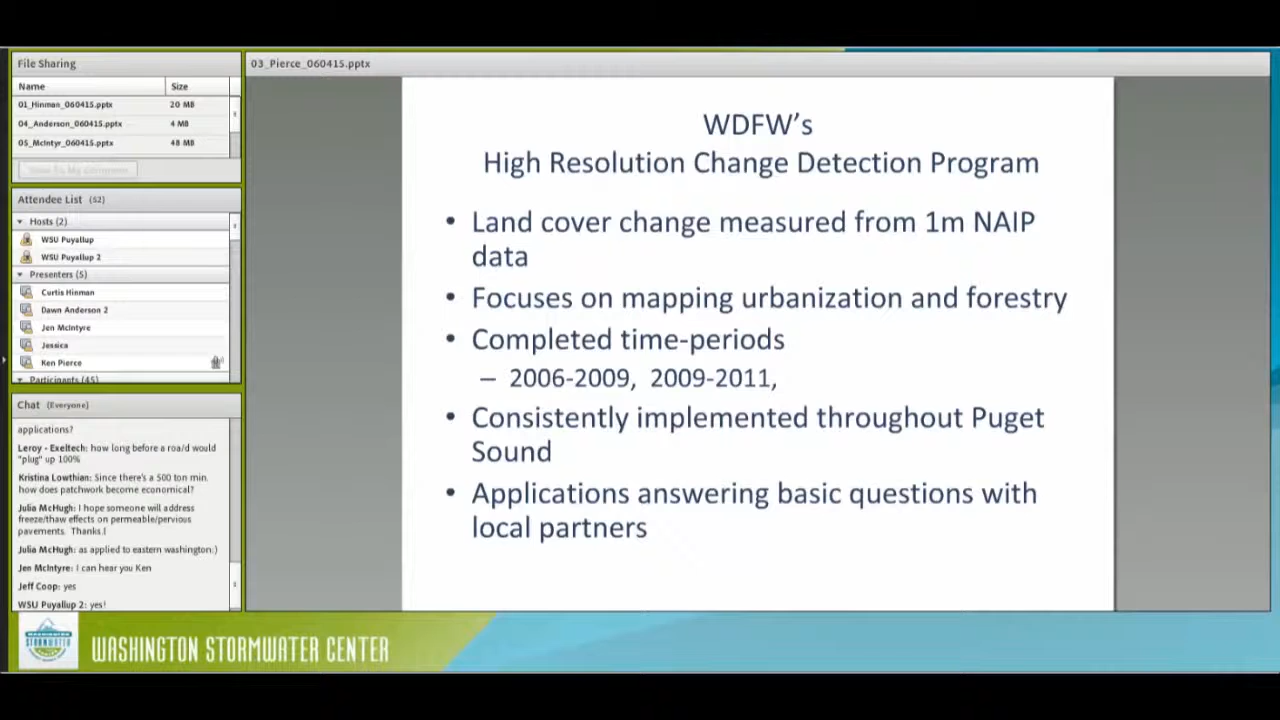 File Sharing
Name Size
01_Hinman_060415.pptx 20 MB
04_Anderson_060415.pptx 4 MB
05_McIntyr_060415.pptx 48 MB
Attendee List (52)
Hosts (2)
WSU Puyallup
WSU Puyallup 2
Presenters (5)
Curtis Hinman
Dawn Anderson 2
Jen McIntyre
Jessica
Ken Pierce
Participants (45)
Chat (Everyone)
applications?
Leroy - Exeltech: how long before a roa/d would
"plug" up 100%
Kristina Lowthian: Since there's a 500 ton min.
how does patchwork become economical?
Julia McHugh: I hope someone will address
freeze/thaw effects on permeable/pervious
pavements. Thanks!
Julia McHugh: as applied to eastern washington:)
Jen McIntyre: I can hear you Ken
Jeff Coop: yes
WSU Puyallup 2: yes!
03_Pierce_060415.pptx
WDFW's
High Resolution Change Detection Program
• Land cover change measured from 1m NAIP
data
• Focuses on mapping urbanization and forestry
• Completed time-periods
– 2006-2009, 2009-2011,
• Consistently implemented throughout Puget
Sound
• Applications answering basic questions with
local partners
WASHINGTON STORMWATER CENTER